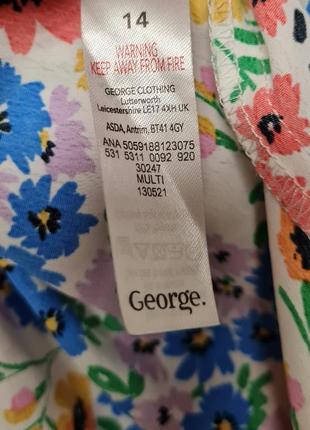 14
WARNING
KEEP AWAY FROM FIRE
GEORGE CLOTHING
Lutterworth
Leicestershire LE17 4XH UK
ASDA, Antrim, BT41 4GY
ANA 5059188123075
531 5311 0092 920
30247
MULTI
130521
George.